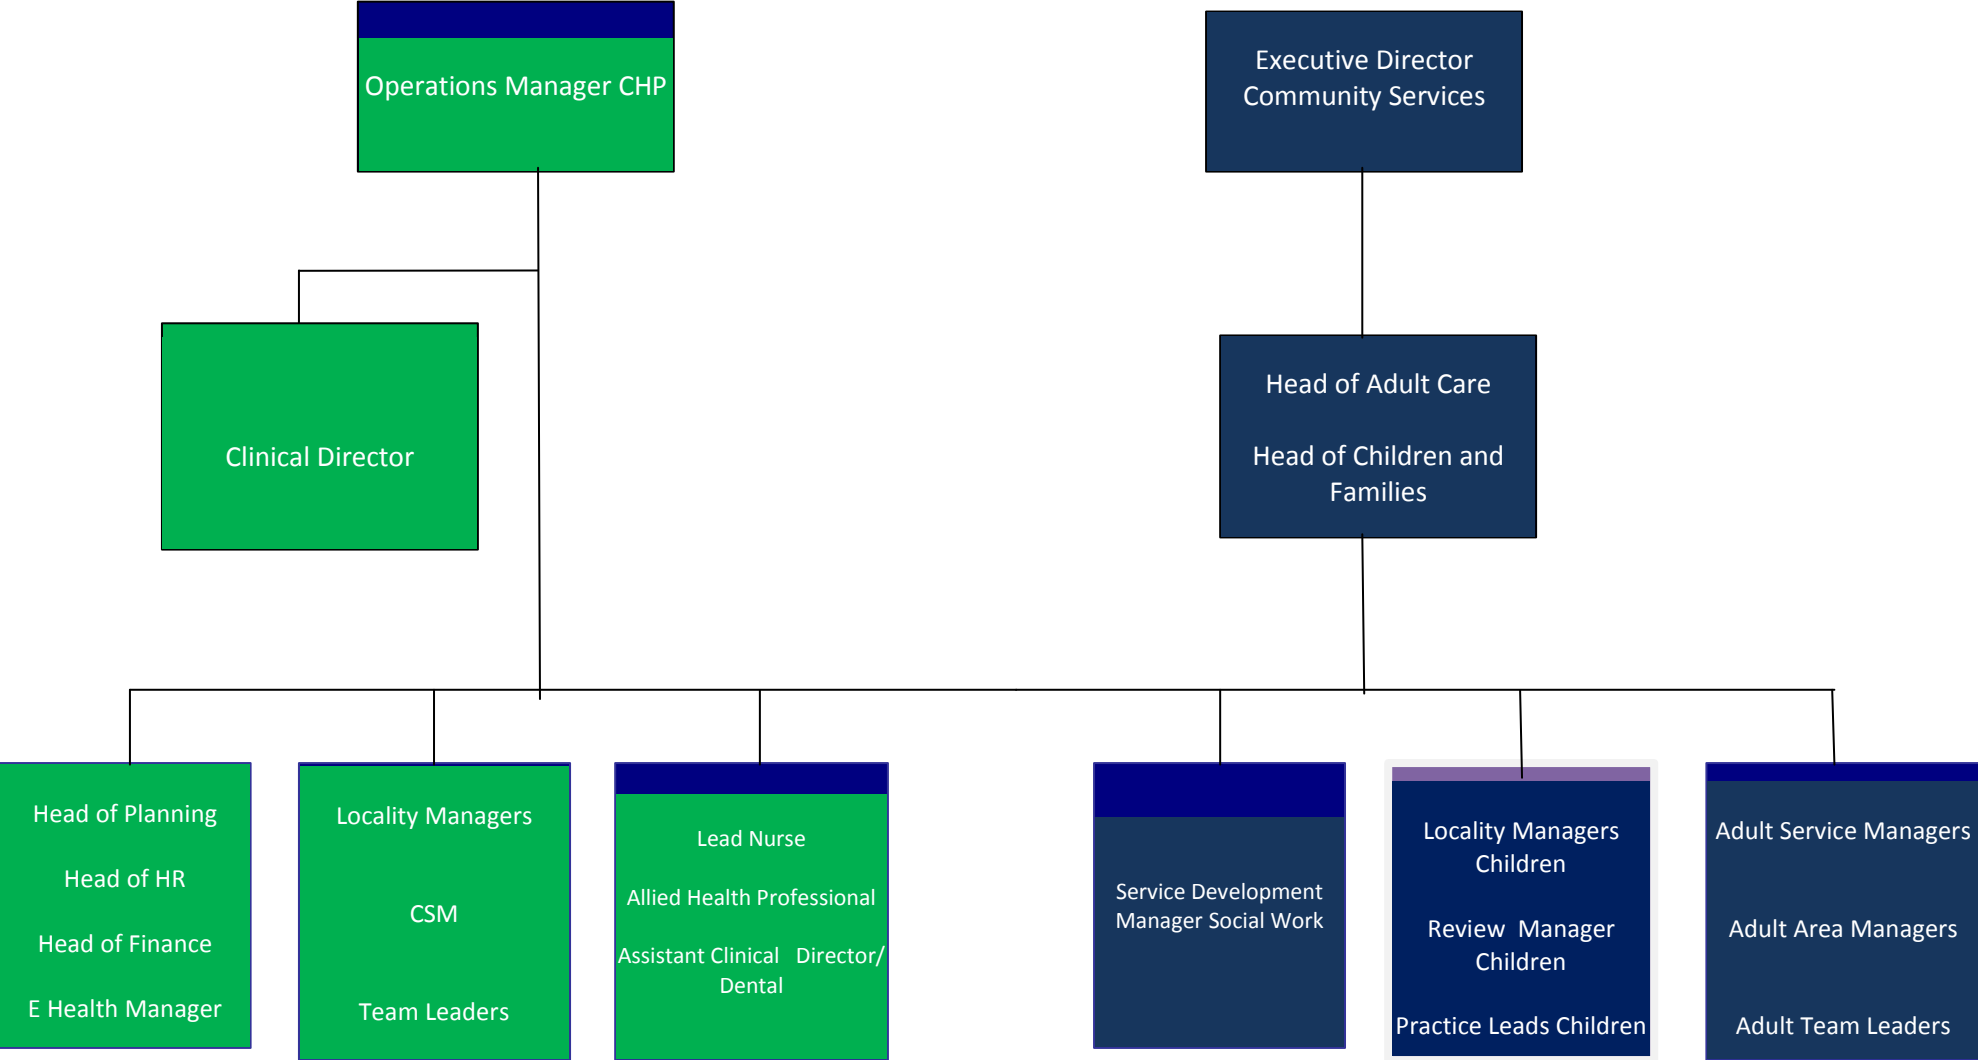 Operations Manager CHP
Executive Director
Community Services
Clinical Director
Head of Adult Care
Head of Children and
Families
Head of Planning
Head of HR
Head of Finance
E Health Manager
Locality Managers
CSM
Team Leaders
Lead Nurse
Allied Health Professional
Assistant Clinical Director/
Dental
Service Development
Manager Social Work
Locality Managers
Children
Review Manager
Children
Practice Leads Children
Adult Service Managers
Adult Area Managers
Adult Team Leaders